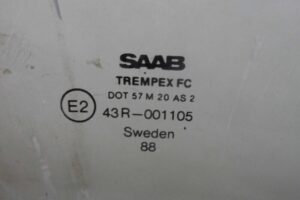 SAAB
TREMPEX FC
DOT 57 M 20 AS 2
E2 43R-001105
Sweden
88